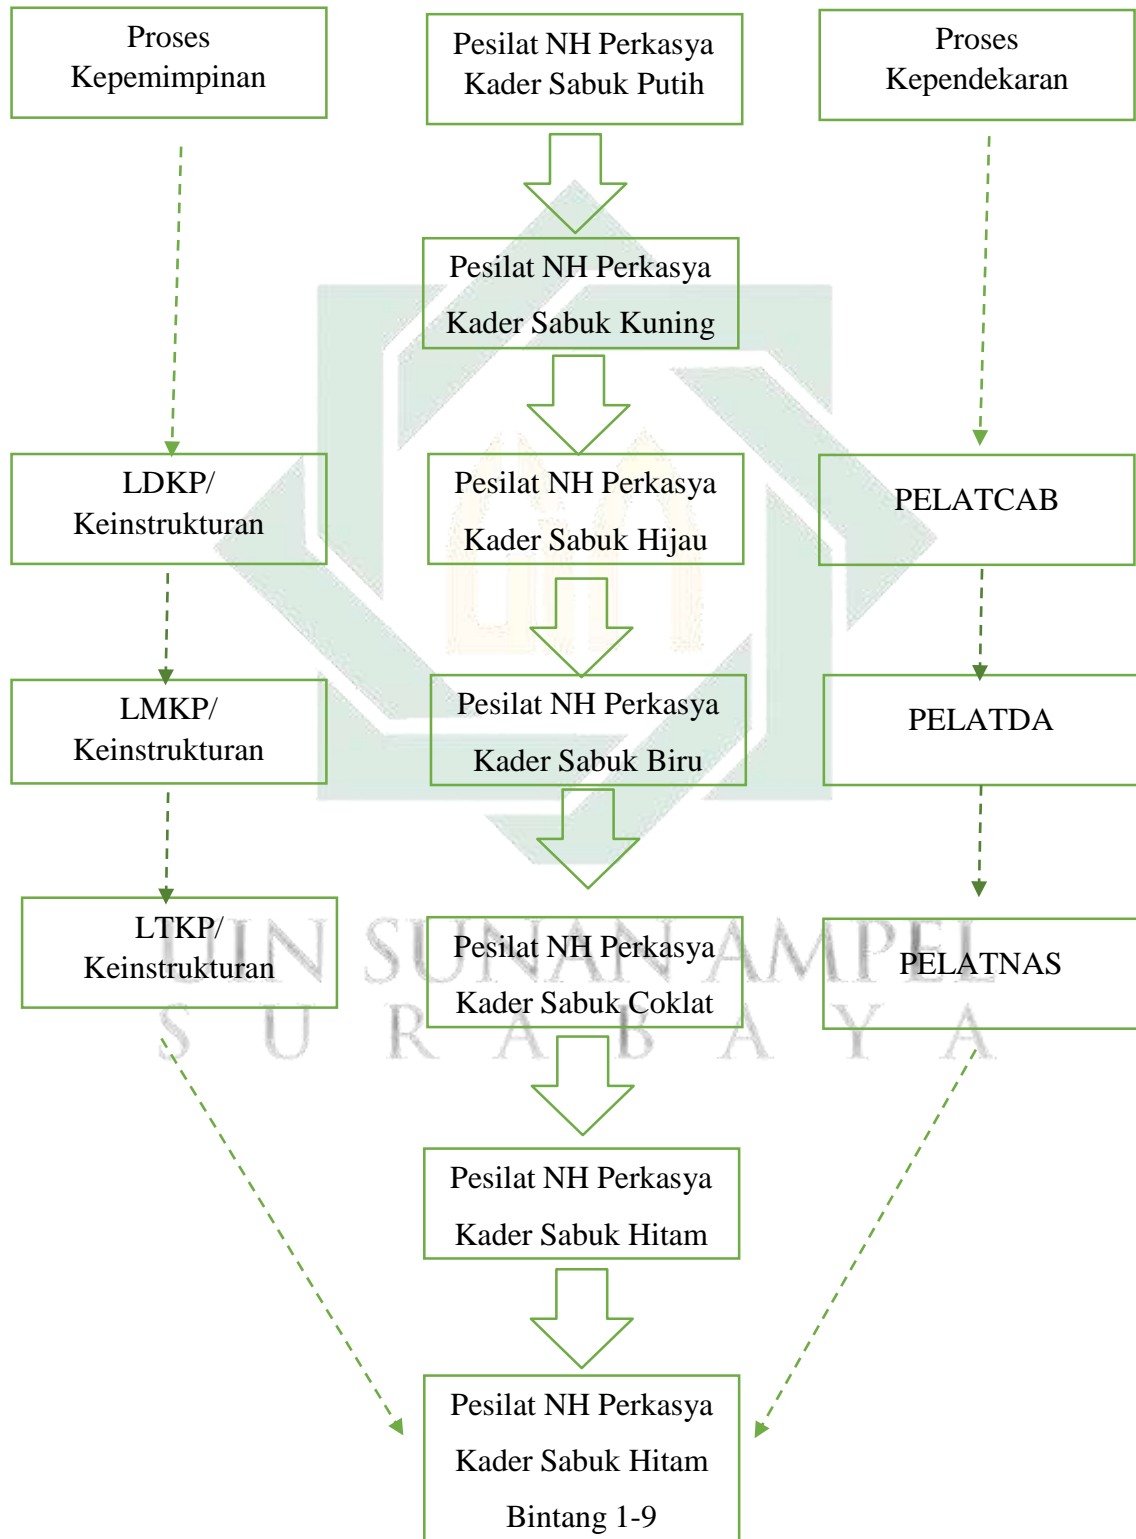 Proses
Kepemimpinan
Pesilat NH Perkasya
Kader Sabuk Putih
Proses
Kependekaran
Pesilat NH Perkasya
Kader Sabuk Kuning
LDKP/
Keinstrukturan
Pesilat NH Perkasya
Kader Sabuk Hijau
PELATCAB
LMKP/
Keinstrukturan
Pesilat NH Perkasya
Kader Sabuk Biru
PELATDA
LTKP/
Keinstrukturan
Pesilat NH Perkasya
Kader Sabuk Coklat
PELATNAS
UIN SUNAN AMPEL
SURABAYA
Pesilat NH Perkasya
Kader Sabuk Hitam
Pesilat NH Perkasya
Kader Sabuk Hitam
Bintang 1-9